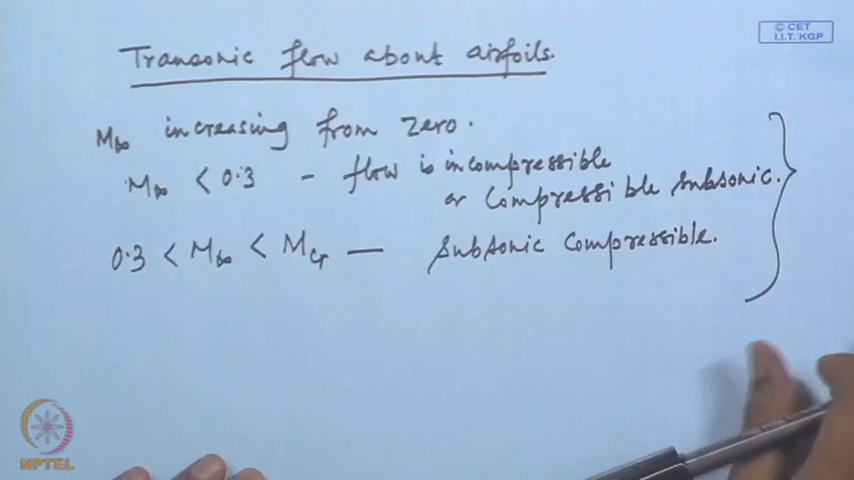 © CET
I.I.T. KGP
Transonic flow about airfoils.
M∞ increasing from zero.
M∞ < 0.3 - flow is incompressible
or compressible subsonic.
0.3 < M∞ < Mcr — subsonic compressible.
NPTEL